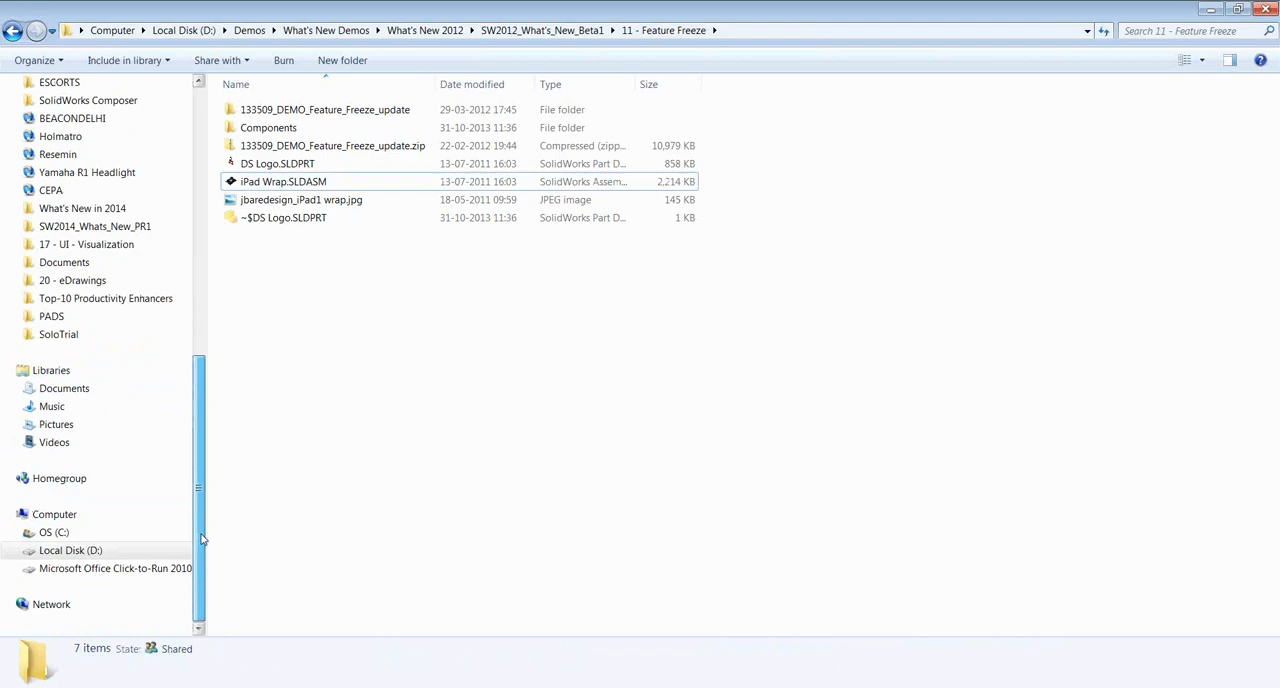 Computer Local Disk (D:) Demos What's New Demos What's New 2012 SW2012_What's_New_Beta1 11 - Feature Freeze Search 11 - Feature Freeze
Organize Include in library Share with Burn New folder
ESCORTS
SolidWorks Composer
BEACONDELHI
Holmatro
Resemin
Yamaha R1 Headlight
CEPA
What's New in 2014
SW2014_Whats_New_PR1
17 - UI - Visualization
Documents
20 - eDrawings
Top-10 Productivity Enhancers
PADS
SoloTrial
Libraries
Documents
Music
Pictures
Videos
Homegroup
Computer
OS (C:)
Local Disk (D:)
Microsoft Office Click-to-Run 2010
Network
Name Date modified Type Size
133509_DEMO_Feature_Freeze_update 29-03-2012 17:45 File folder
Components 31-10-2013 11:36 File folder
133509_DEMO_Feature_Freeze_update.zip 22-02-2012 19:44 Compressed (zipp... 10,979 KB
DS Logo.SLDPRT 13-07-2011 16:03 SolidWorks Part D... 858 KB
iPad Wrap.SLDASM 13-07-2011 16:03 SolidWorks Assem... 2,214 KB
jbaredesign_iPad1 wrap.jpg 18-05-2011 09:59 JPEG image 145 KB
~$DS Logo.SLDPRT 31-10-2013 11:36 SolidWorks Part D... 1 KB
7 items State: Shared